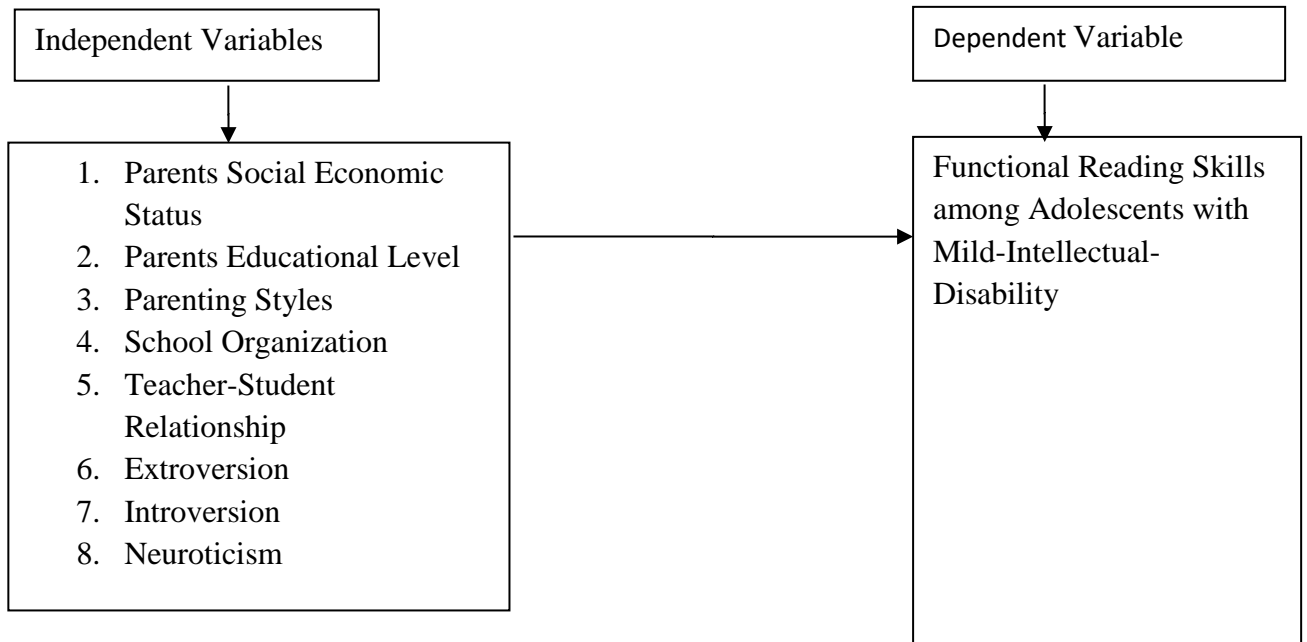 Independent Variables
Dependent Variable
1. Parents Social Economic
Status
2. Parents Educational Level
3. Parenting Styles
4. School Organization
5. Teacher-Student
Relationship
6. Extroversion
7. Introversion
8. Neuroticism
Functional Reading Skills
among Adolescents with
Mild-Intellectual-
Disability